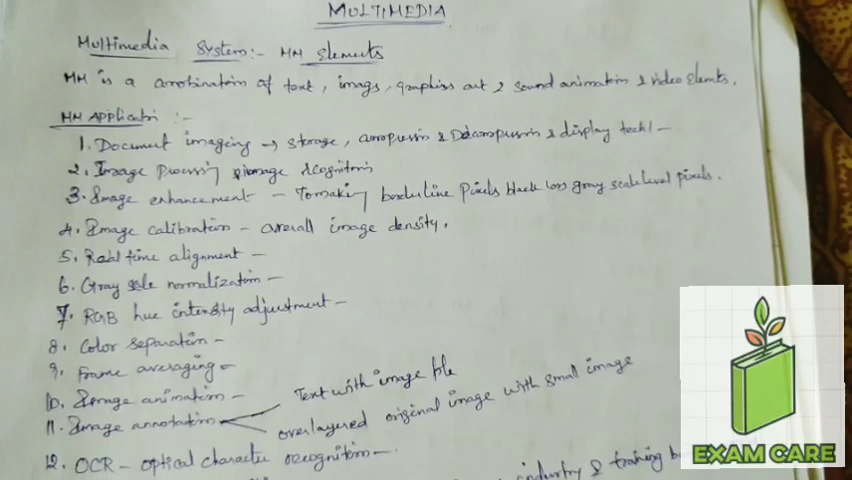 MULTIMEDIA
Multimedia System:- MM Elements
MM is a combination of text, images, graphics art & sound animation & video elements.
MM Application :-
1. Document imageing → storage, compression & Decompression & display tech! -
2. Image processing image recognition
3. Image enhancement - To making borderline pixels black gray scale level pixels.
4. Image calibration - overall image density.
5. Real time alignment -
6. Gray scale normalization -
7. RGB hue intensity adjustment -
8. Color separation -
9. Frame averaging -
10. Image animation -
11. Image annotation Text with image file
overlayered original image with small image
12. OCR - optical character recognition -.
industry & training
EXAM CARE